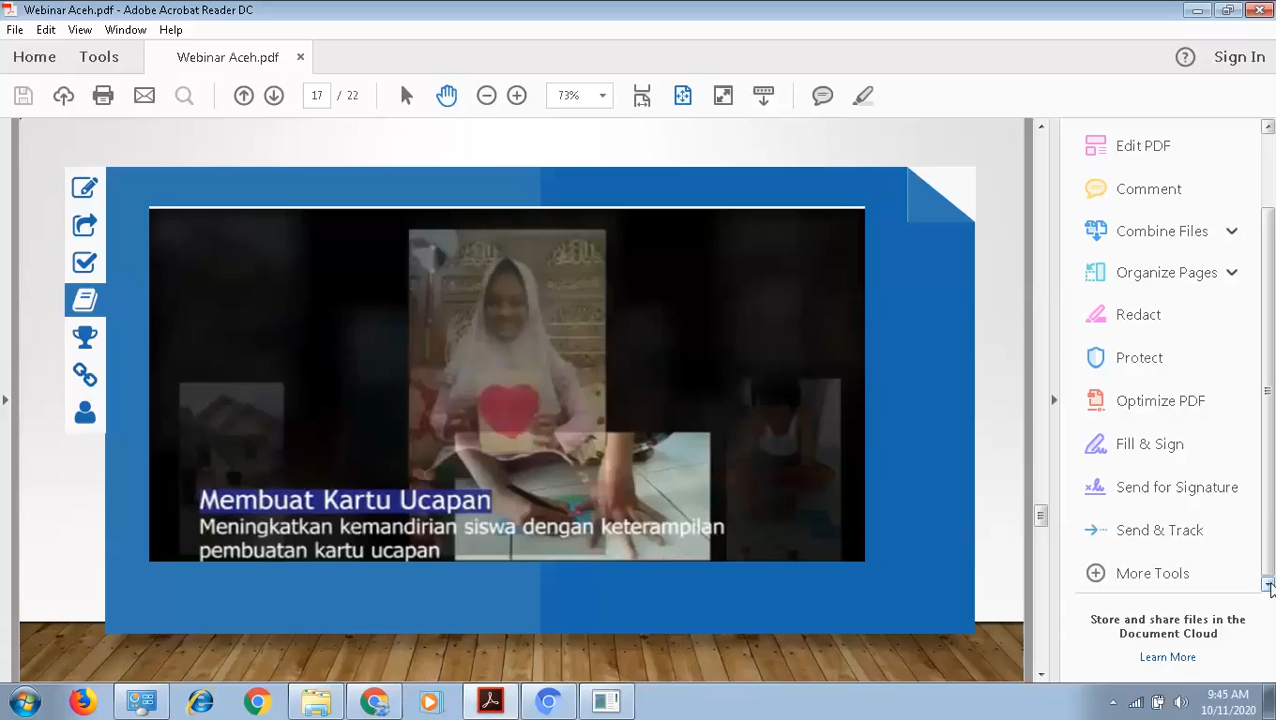 Webinar Aceh.pdf - Adobe Acrobat Reader DC
File Edit View Window Help
Home Tools Webinar Aceh.pdf × Sign In
17 / 22 73%
Edit PDF
Comment
Combine Files
Organize Pages
Redact
Protect
Optimize PDF
Fill & Sign
Send for Signature
Send & Track
More Tools
Store and share files in the
Document Cloud
Learn More
Membuat Kartu Ucapan
Meningkatkan kemandirian siswa dengan keterampilan
pembuatan kartu ucapan
9:45 AM
10/11/2020